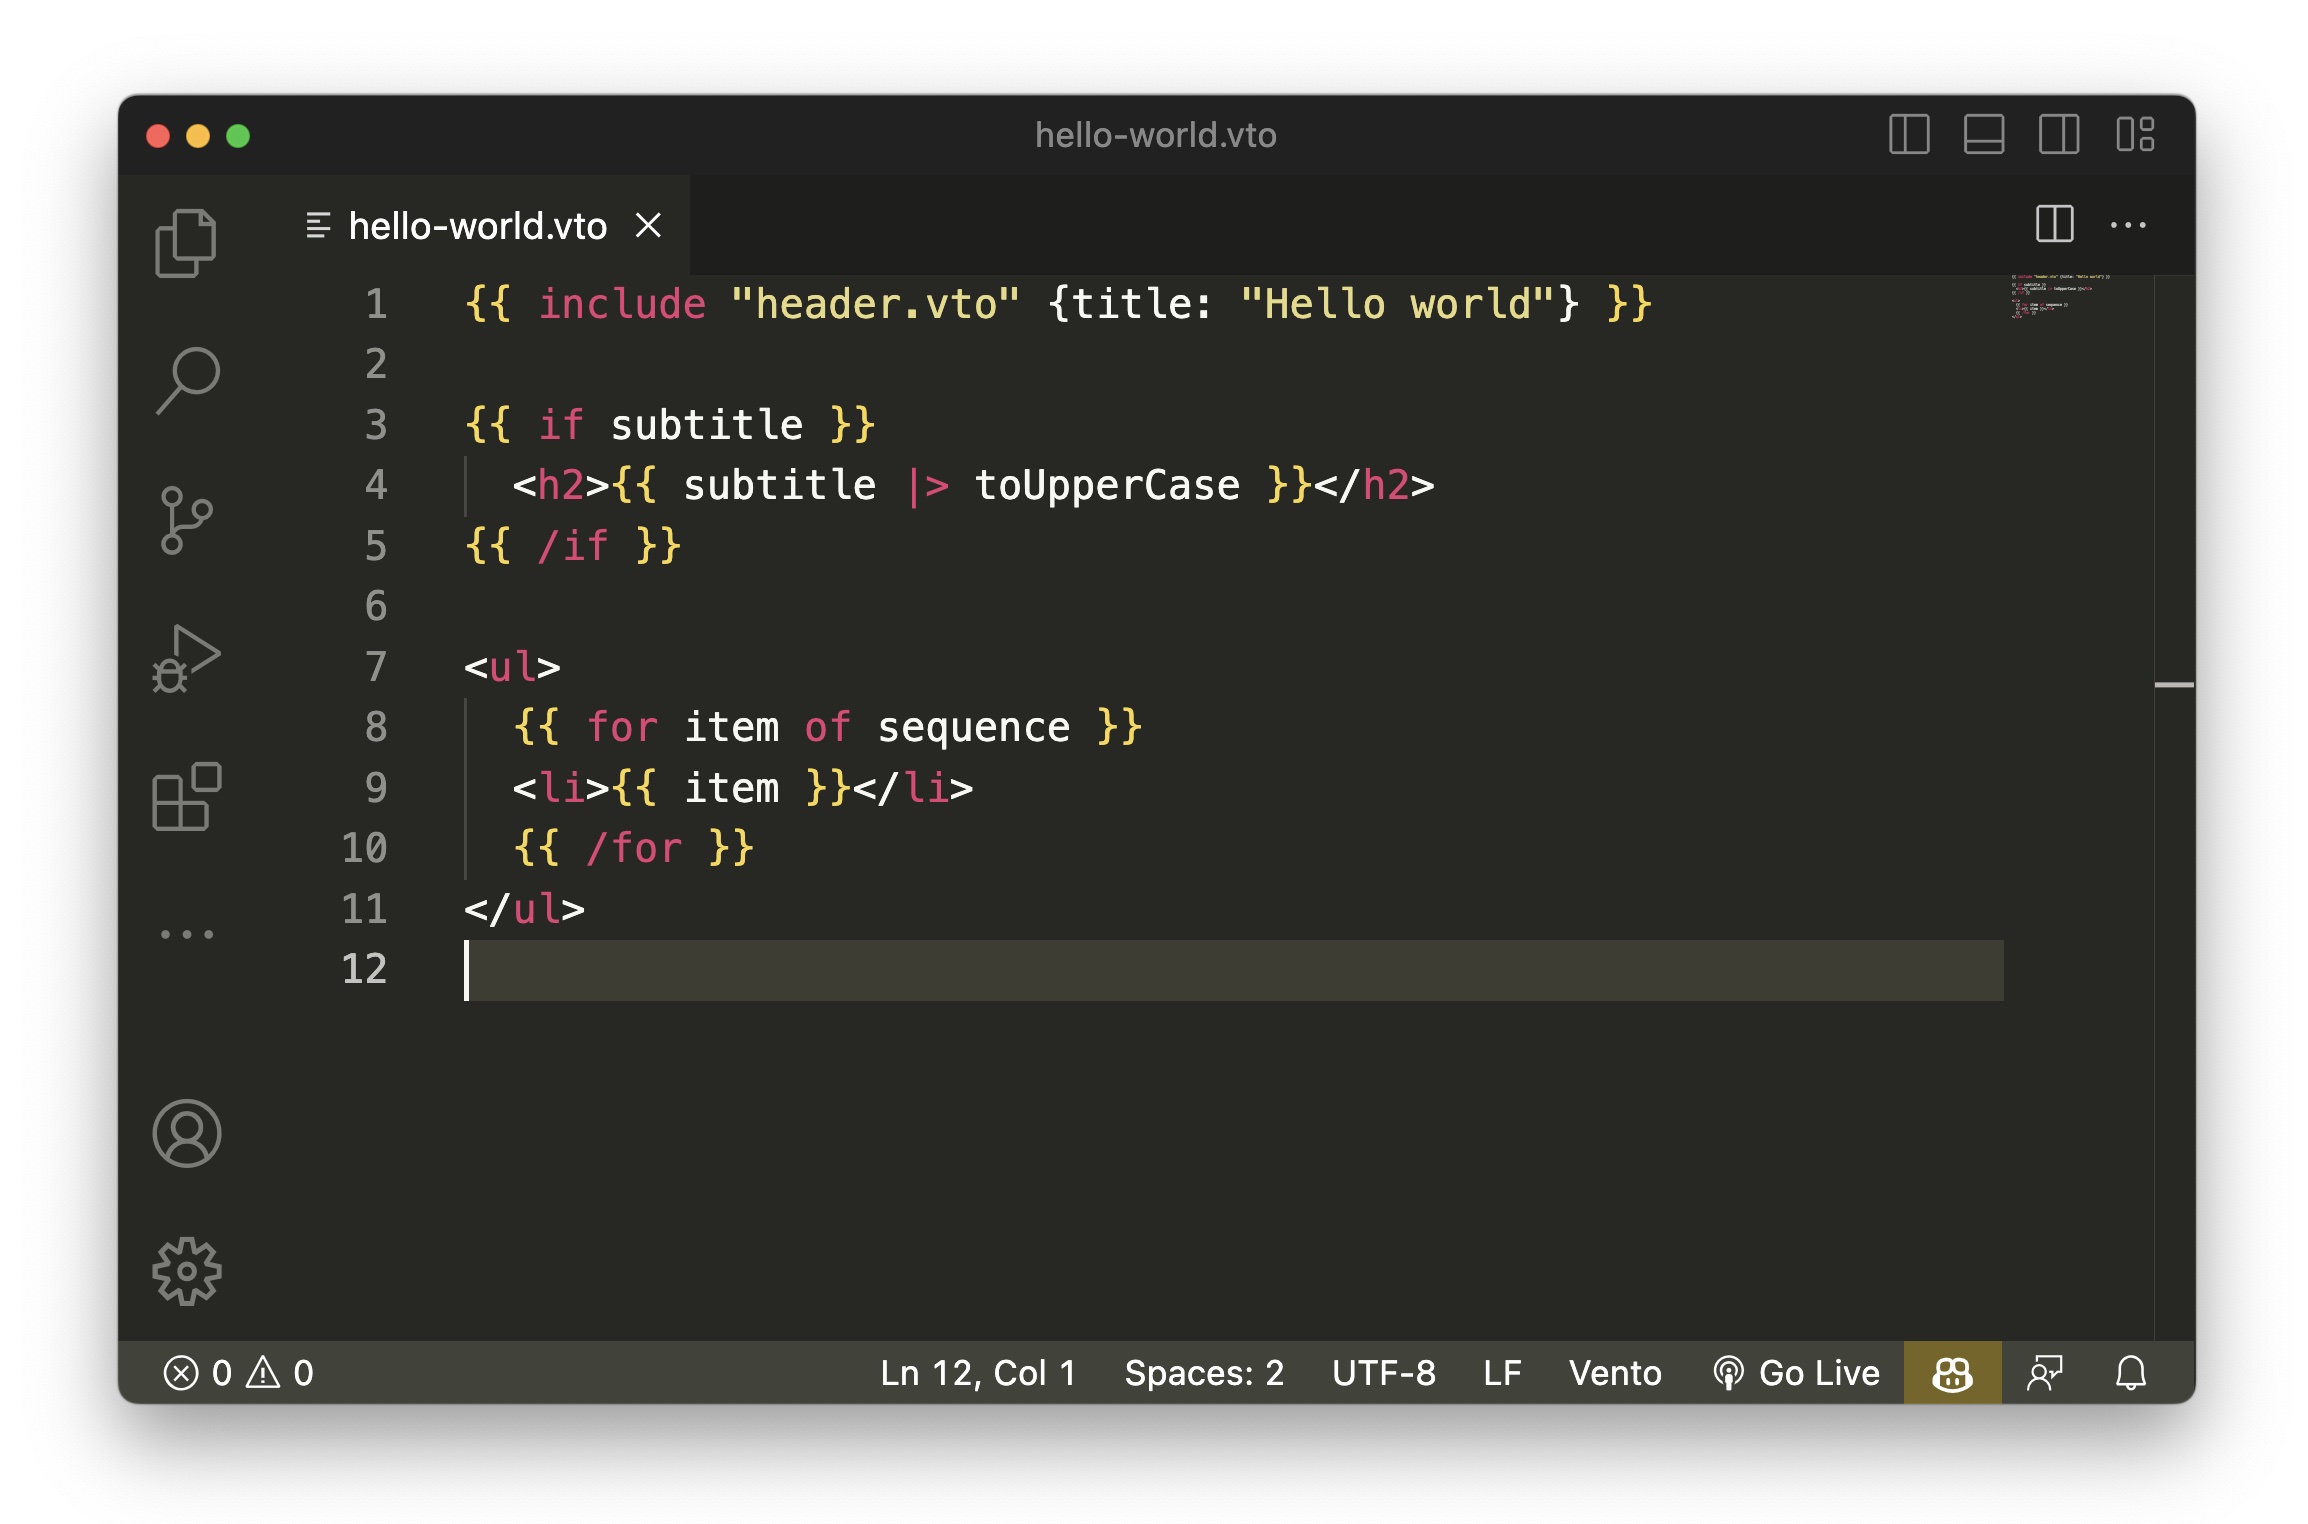 hello-world.vto
hello-world.vto
1 {{ include "header.vto" {title: "Hello world"} }}
2
3 {{ if subtitle }}
4   <h2>{{ subtitle |> toUpperCase }}</h2>
5 {{ /if }}
6
7 <ul>
8   {{ for item of sequence }}
9   <li>{{ item }}</li>
10   {{ /for }}
11 </ul>
12
0 0 Ln 12, Col 1 Spaces: 2 UTF-8 LF Vento Go Live